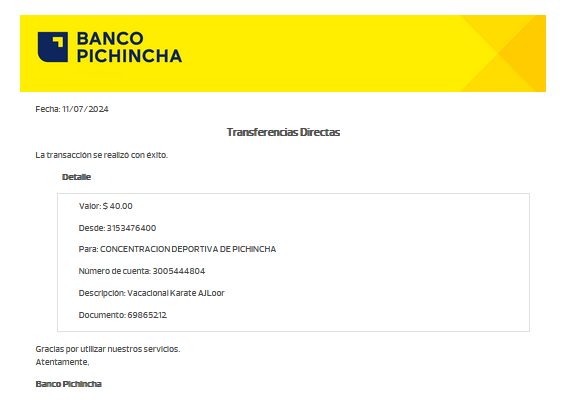 BANCO
PICHINCHA
Fecha: 11/07/2024
Transferencias Directas
La transacción se realizó con éxito.
Detalle
Valor: $ 40.00
Desde: 3153476400
Para: CONCENTRACION DEPORTIVA DE PICHINCHA
Número de cuenta: 3005444804
Descripción: Vacacional Karate AJLoor
Documento: 69865212
Gracias por utilizar nuestros servicios.
Atentamente,
Banco Pichincha